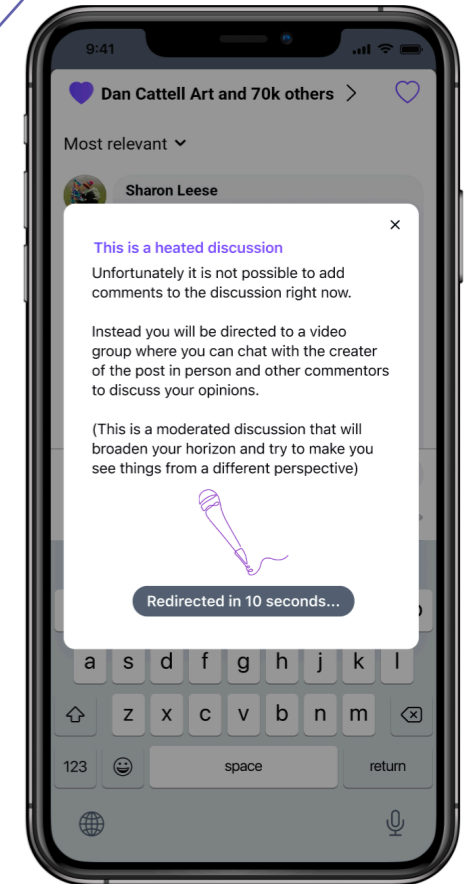 9:41
Dan Cattell Art and 70k others >
Most relevant
Sharon Leese
×
This is a heated discussion
Unfortunately it is not possible to add
comments to the discussion right now.
Instead you will be directed to a video
group where you can chat with the creater
of the post in person and other commentors
to discuss your opinions.
(This is a moderated discussion that will
broaden your horizon and try to make you
see things from a different perspective)
Redirected in 10 seconds...
a s d f g h j k l
z x c v b n m
123 space return